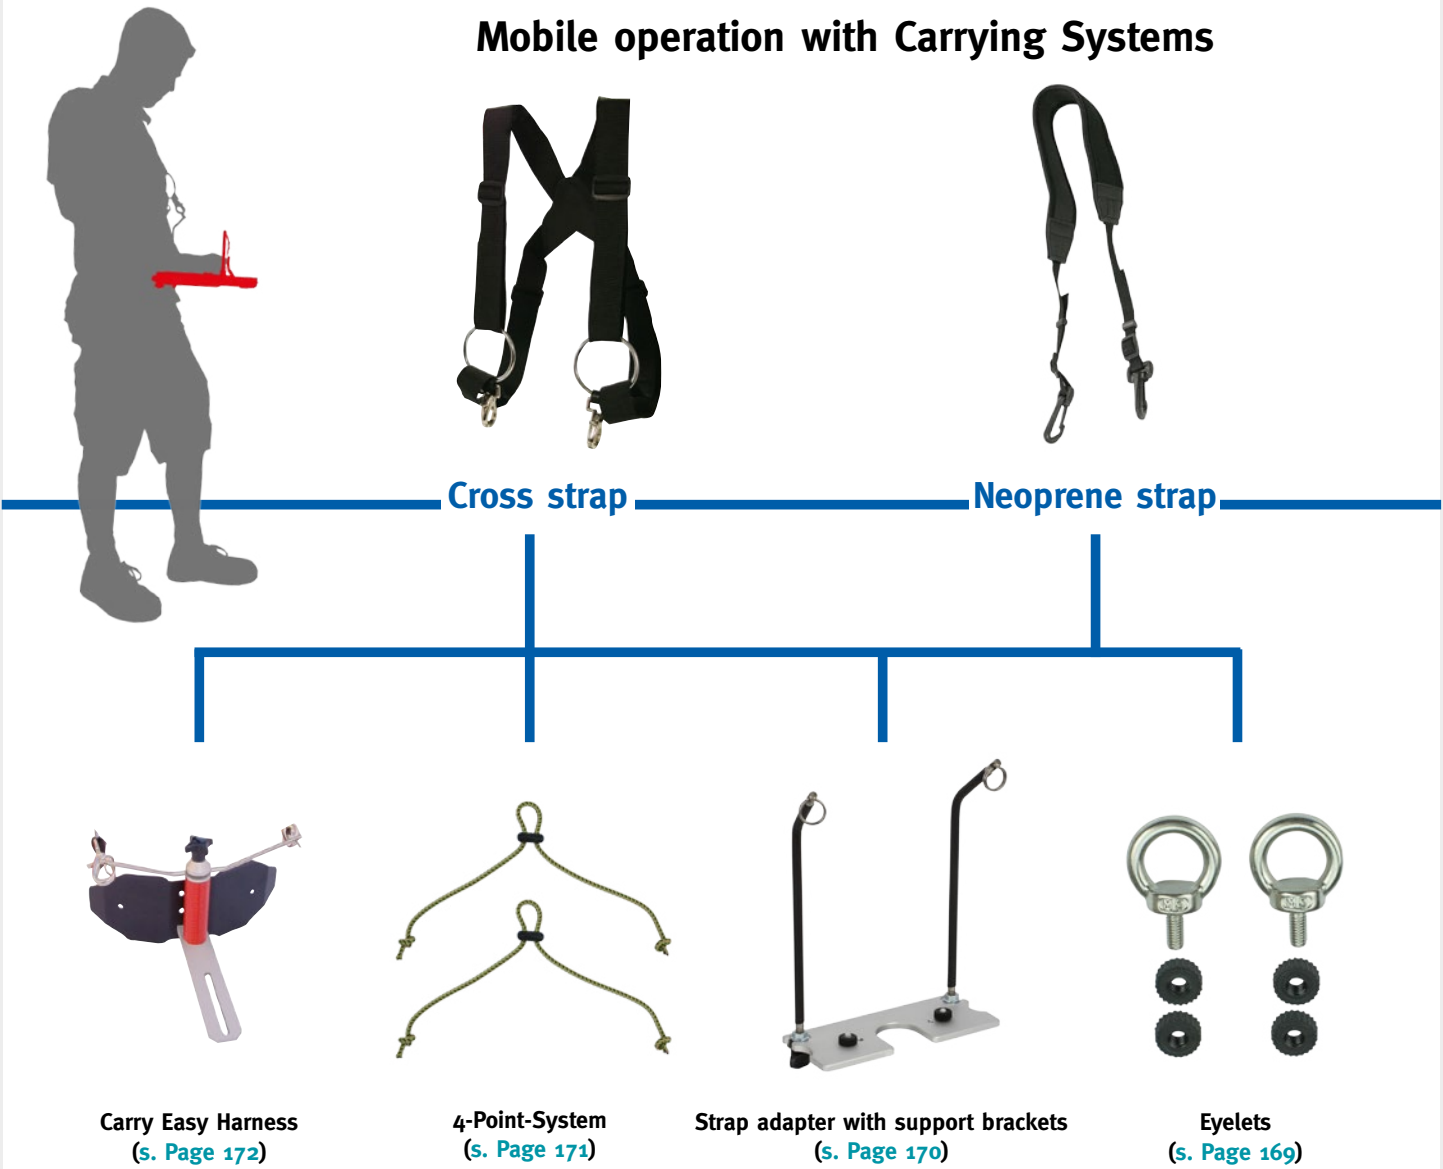 Mobile operation with Carrying Systems
Cross strap
Neoprene strap
Carry Easy Harness
(s. Page 172)
4-Point-System
(s. Page 171)
Strap adapter with support brackets
(s. Page 170)
Eyelets
(s. Page 169)